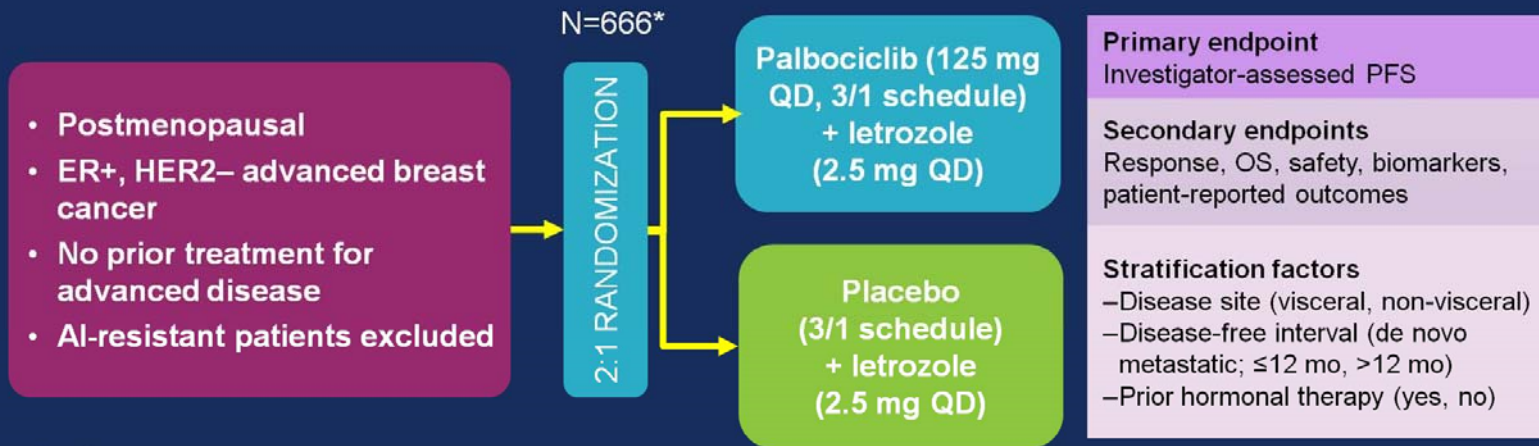 N=666*
• Postmenopausal
• ER+, HER2– advanced breast
cancer
• No prior treatment for
advanced disease
• AI-resistant patients excluded
2:1 RANDOMIZATION
Palbociclib (125 mg
QD, 3/1 schedule)
+ letrozole
(2.5 mg QD)
Placebo
(3/1 schedule)
+ letrozole
(2.5 mg QD)
Primary endpoint
Investigator-assessed PFS
Secondary endpoints
Response, OS, safety, biomarkers,
patient-reported outcomes
Stratification factors
–Disease site (visceral, non-visceral)
–Disease-free interval (de novo
metastatic; ≤12 mo, >12 mo)
–Prior hormonal therapy (yes, no)